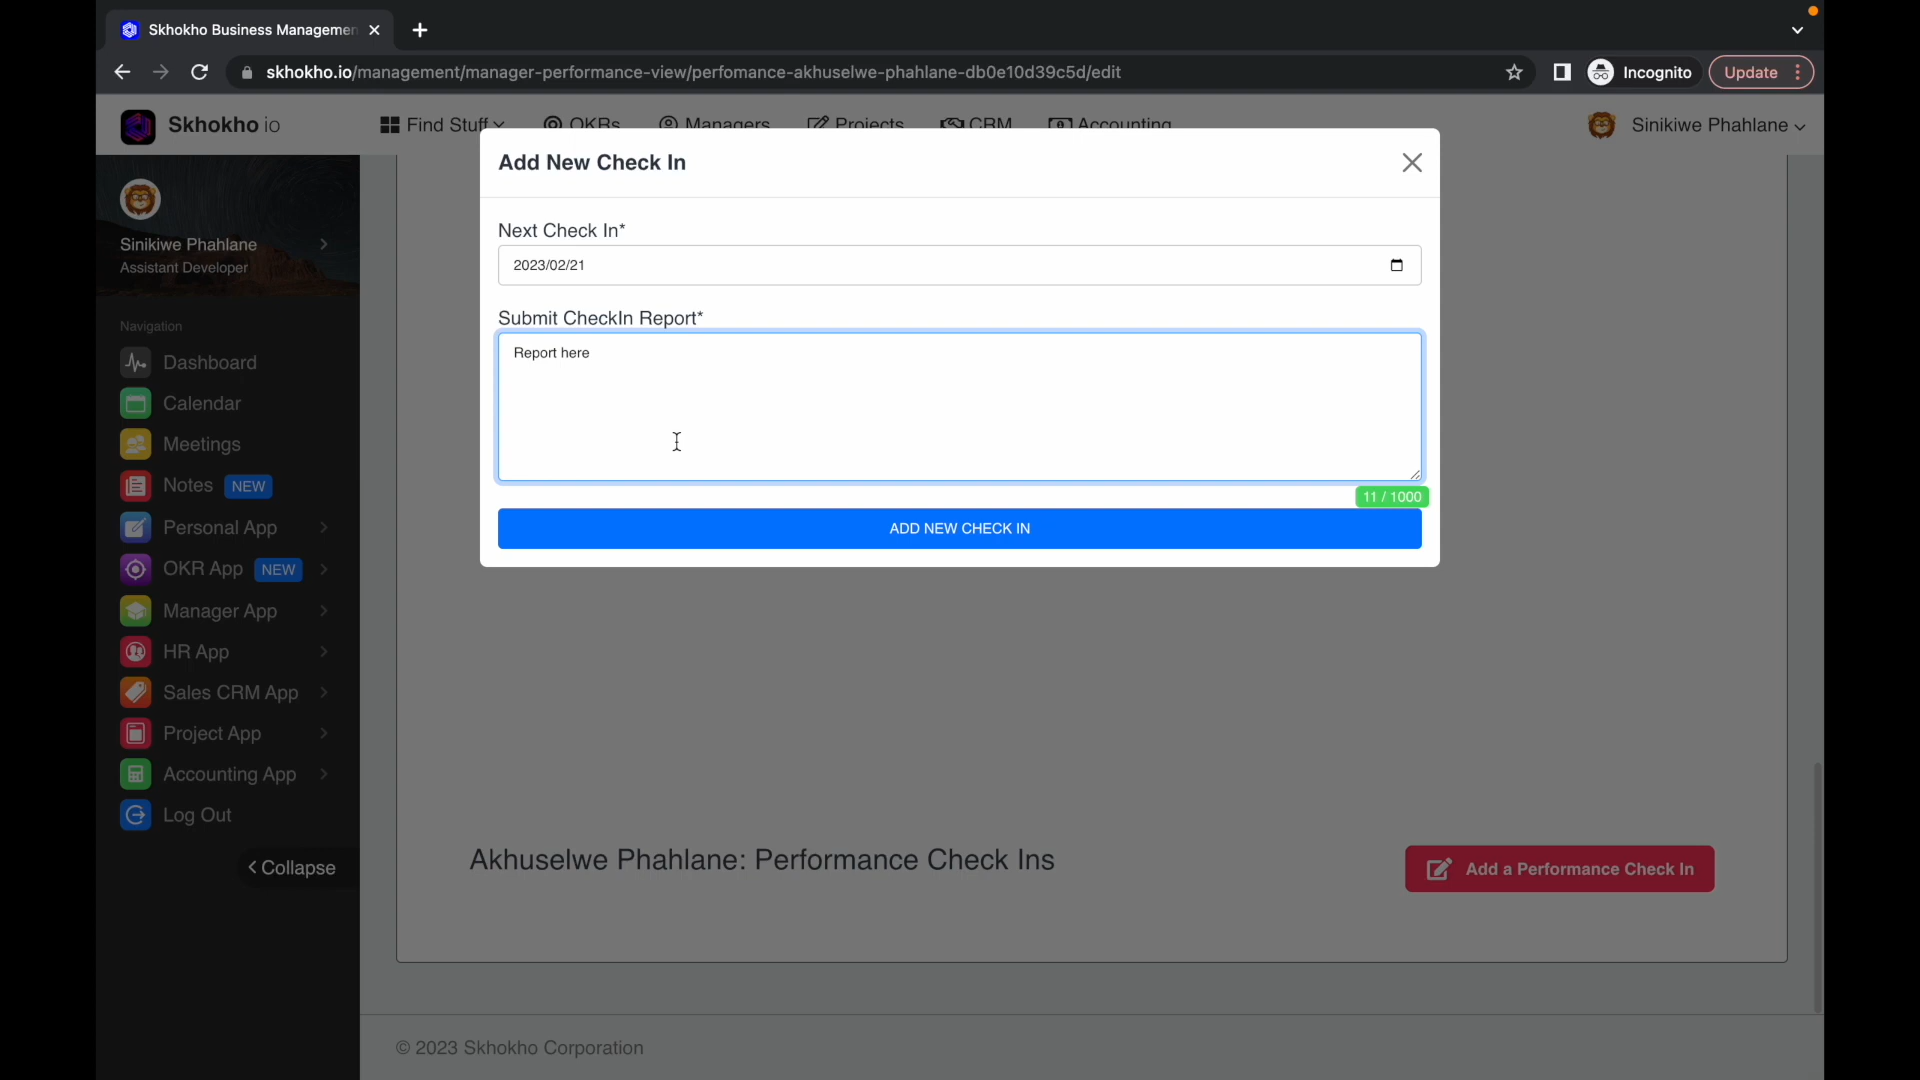 Skhokho Business Managemen
skhokho.io/management/manager-performance-view/perfomance-akhuselwe-phahlane-db0e10d39c5d/edit
Incognito
Update
Skhokho io
Find Stuff
OKRs
Managers
Projects
CRM
Accounting
Sinikiwe Phahlane
Sinikiwe Phahlane
Assistant Developer
Navigation
Dashboard
Calendar
Meetings
Notes NEW
Personal App
OKR App NEW
Manager App
HR App
Sales CRM App
Project App
Accounting App
Log Out
Collapse
Add New Check In
Next Check In*
2023/02/21
Submit CheckIn Report*
Report here
11 / 1000
ADD NEW CHECK IN
Akhuselwe Phahlane: Performance Check Ins
Add a Performance Check In
© 2023 Skhokho Corporation